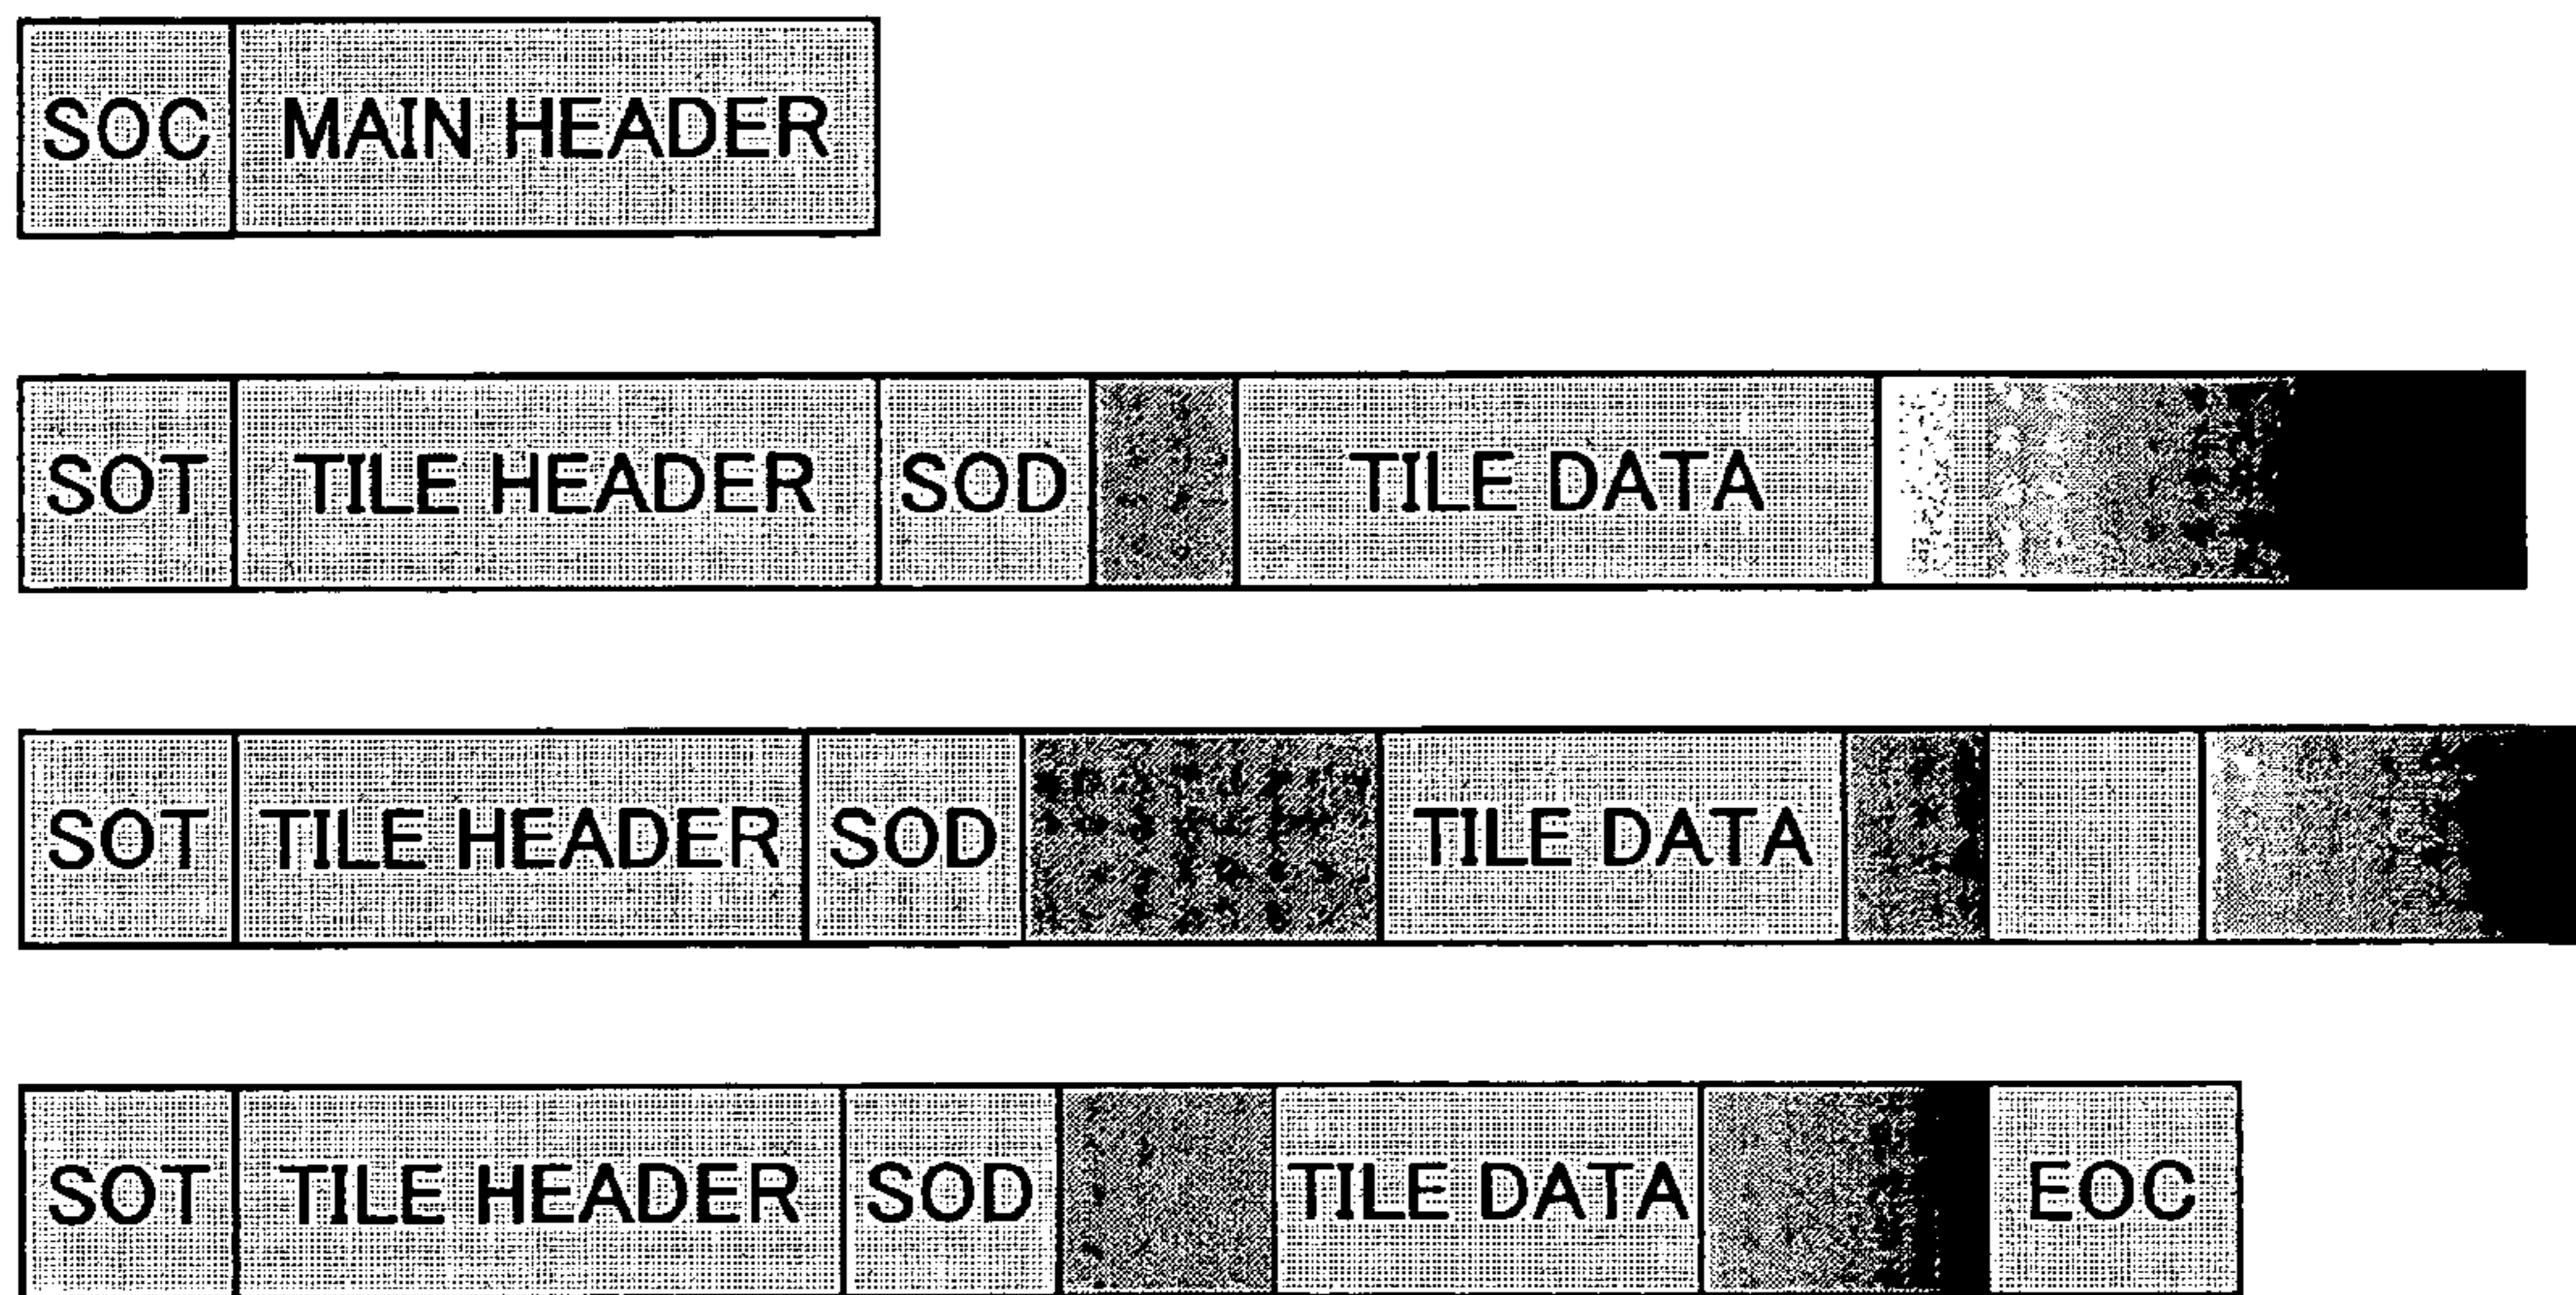 SOC MAIN HEADER
SOT TILE HEADER SOD TILE DATA
SOT TILE HEADER SOD TILE DATA
SOT TILE HEADER SOD TILE DATA EOC